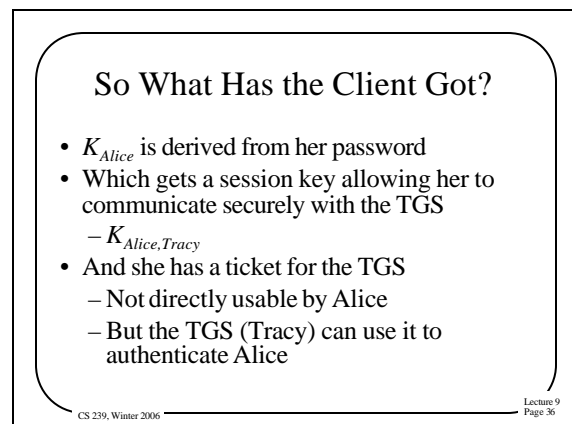 So What Has the Client Got?
• K_Alice is derived from her password
• Which gets a session key allowing her to
communicate securely with the TGS
– K_Alice,Tracy
• And she has a ticket for the TGS
– Not directly usable by Alice
– But the TGS (Tracy) can use it to
authenticate Alice
CS 239, Winter 2006
Lecture 9
Page 36